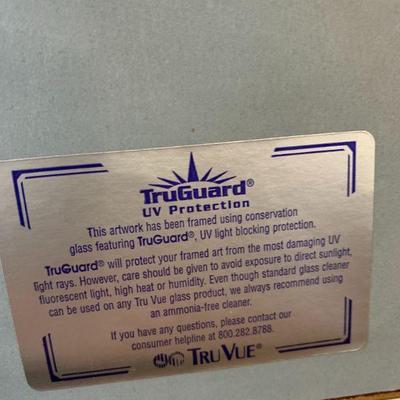 TruGuard®
UV Protection
This artwork has been framed using conservation
glass featuring TruGuard®, UV light blocking protection.
TruGuard® will protect your framed art from the most damaging UV
light rays. However, care should be given to avoid exposure to direct sunlight,
fluorescent light, high heat or humidity. Even though standard glass cleaner
can be used on any Tru Vue glass product, we always recommend using
an ammonia-free cleaner.
If you have any questions, please contact our
consumer helpline at 800.282.8788.
TRU VUE®